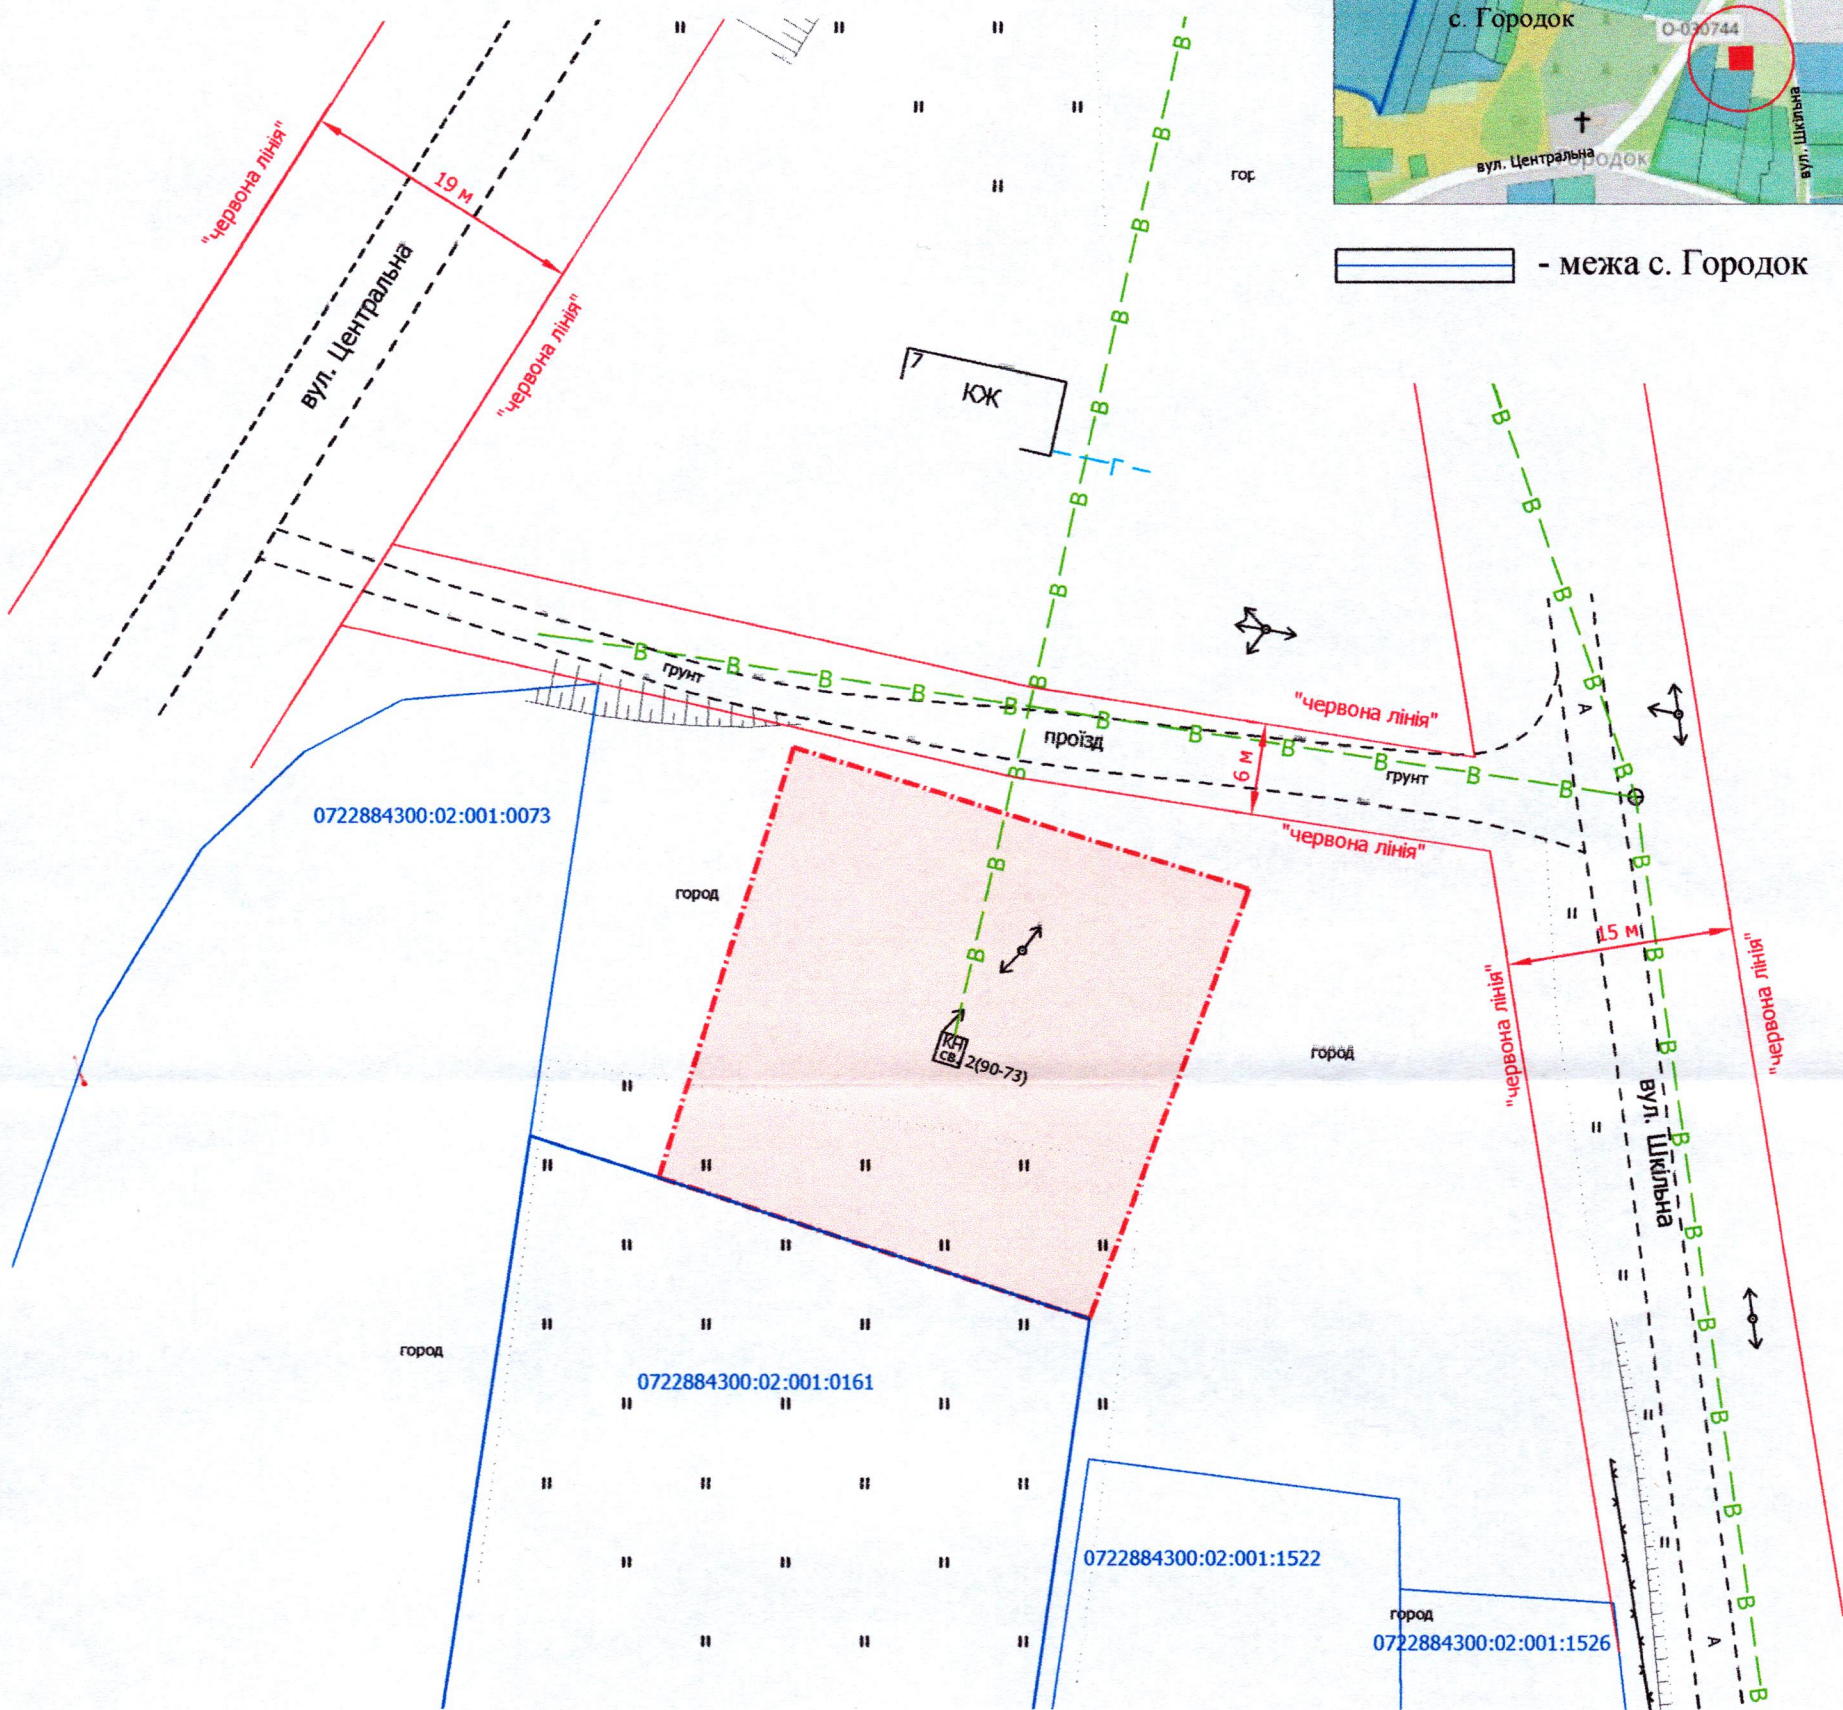 с. Городок
О-030744
вул. Центральна
Городок
вул. Шкільна
- межа с. Городок
"червона лінія"
19 м
вул. Центральна
"червона лінія"
гор
7
КЖ
Г
В
В
В
В
В
В
В
В
В
В
В
грунт
В
В
В
В
В
В
В
В
В
В
В
проїзд
грунт
6 м
"червона лінія"
"червона лінія"
В
В
В
В
А
В
В
В
15 м
"червона лінія"
"червона лінія"
В
В
вул. Шкільна
В
В
В
В
В
А
В
0722884300:02:001:0073
город
КН
св.
2(90-73)
город
город
0722884300:02:001:0161
0722884300:02:001:1522
город
0722884300:02:001:1526